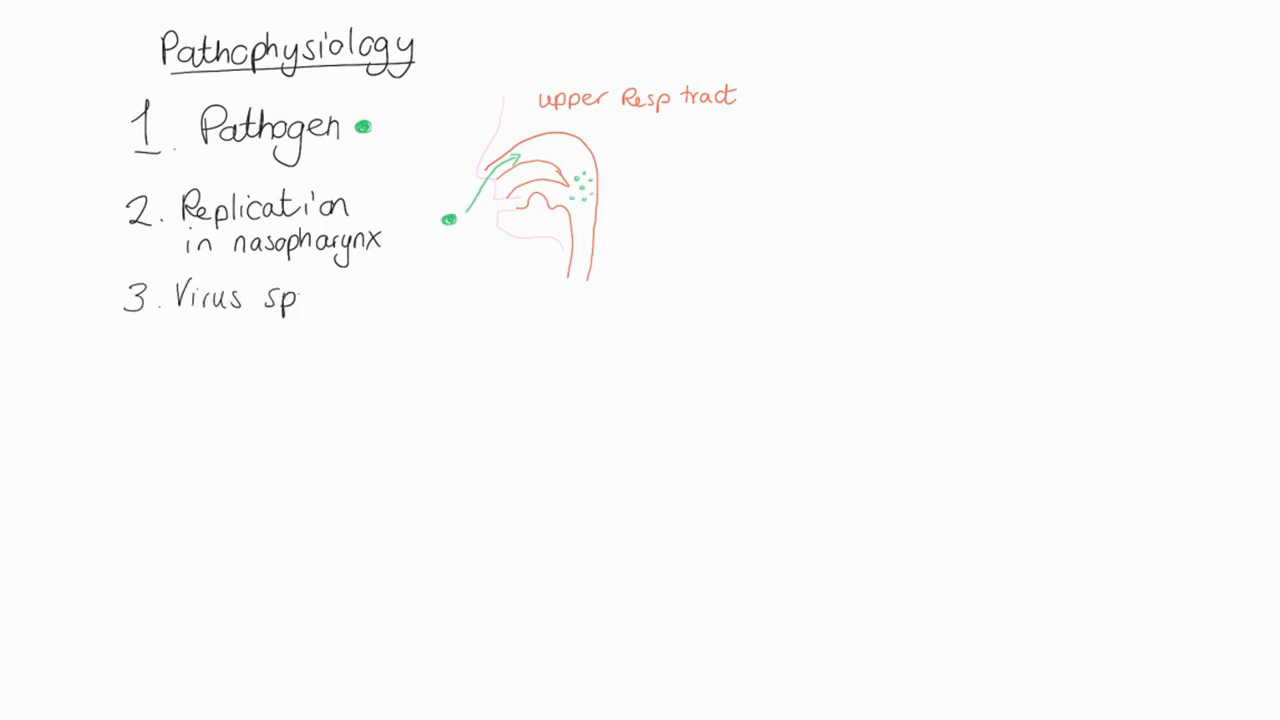 Pathophysiology
upper Resp tract
1. Pathogen
2. Replication
in nasopharynx
3. Virus sp